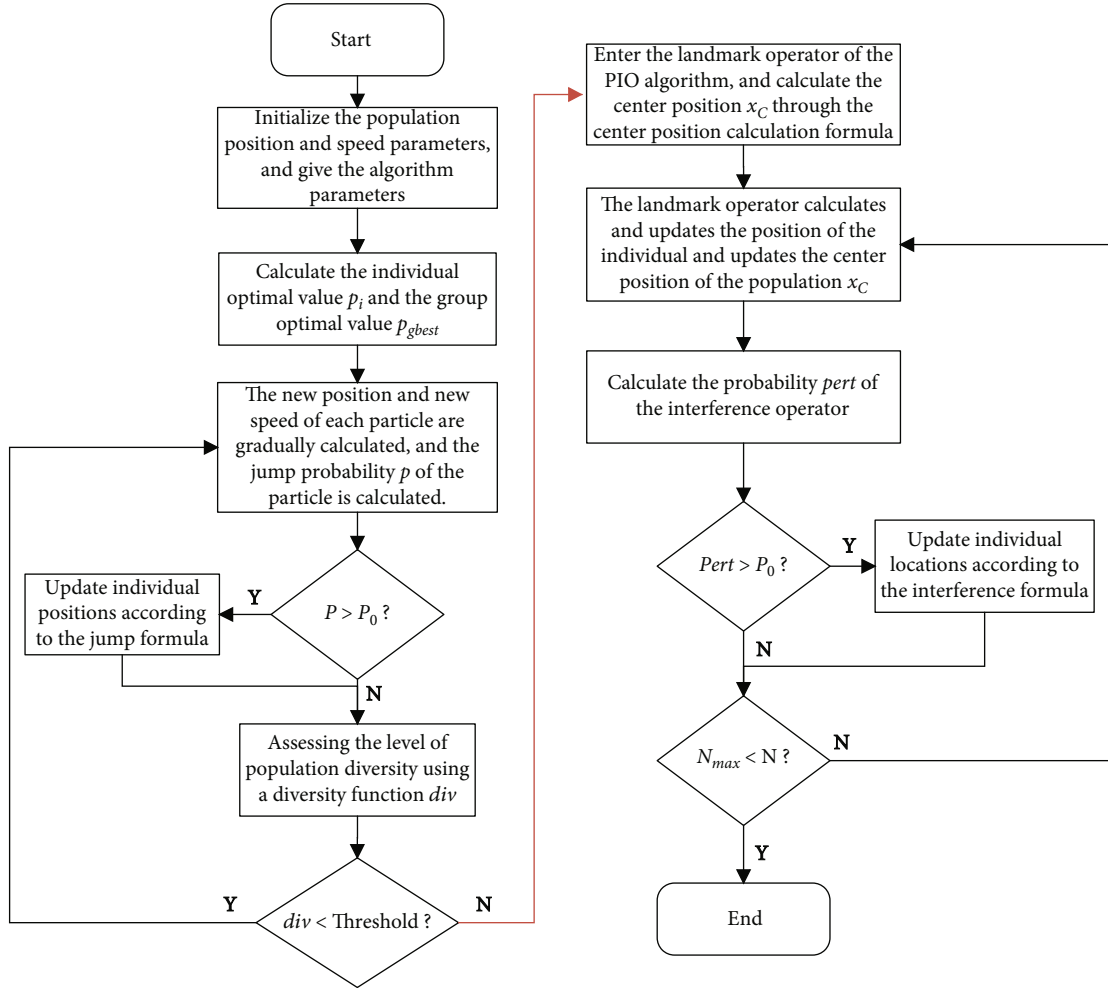 Start
Initialize the population
position and speed parameters,
and give the algorithm
parameters
Calculate the individual
optimal value p_i and the group
optimal value p_gbest
The new position and new
speed of each particle are
gradually calculated, and the
jump probability p of the
particle is calculated.
P > P_0 ?
Y
Update individual
positions according
to the jump formula
N
Assessing the level of
population diversity using
a diversity function div
div < Threshold ?
Y
N
Enter the landmark operator of the
PIO algorithm, and calculate the
center position x_C through the
center position calculation formula
The landmark operator calculates
and updates the position of the
individual and updates the center
position of the population x_C
Calculate the probability pert of
the interference operator
Pert > P_0 ?
Y
Update individual
locations according to
the interference formula
N
N_max < N ?
N
Y
End